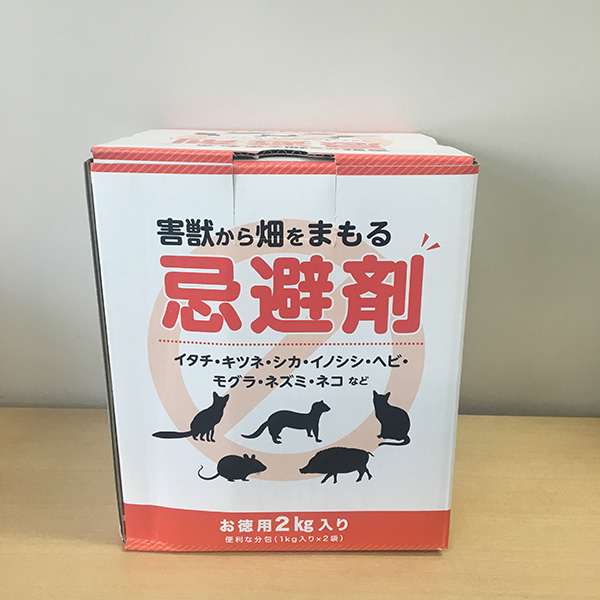 害獣から畑をまもる
忌避剤
イタチ・キツネ・シカ・イノシシ・ヘビ・
モグラ・ネズミ・ネコ など
お徳用2kg入り
便利な分包(1kg入り×2袋)